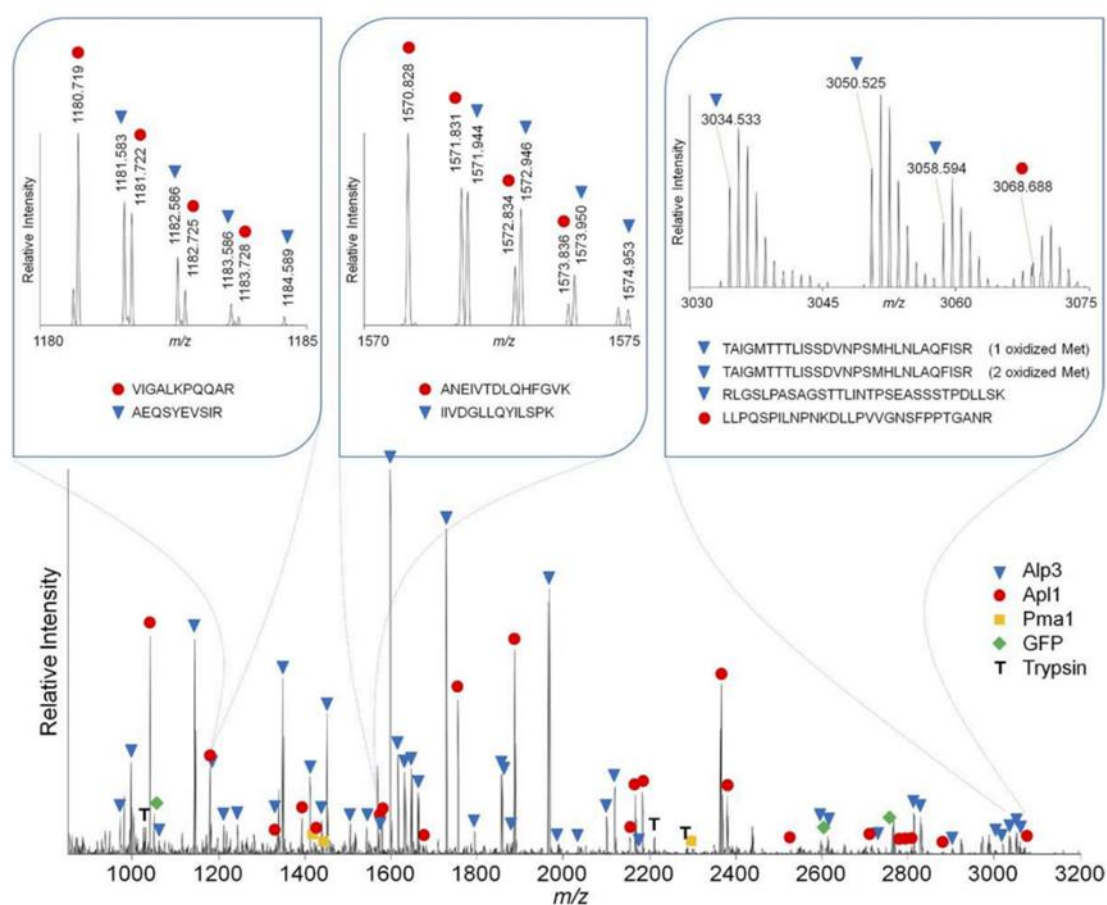 1180.719
1181.583
1181.722
1182.586
1182.725
1183.586
1183.728
1184.589
Relative Intensity
1180
m/z
1185
VIGALKPQQAR
AEQSYEVSIR
1570.828
1571.831
1571.944
1572.834
1572.946
1573.836
1573.950
1574.953
Relative Intensity
1570
m/z
1575
ANEIVTDLQHFGVK
IIVDGLLQYILSPK
3034.533
3050.525
3058.594
3068.688
Relative Intensity
3030
3045
m/z
3060
3075
TAIGMTTTLISSDVNPSMHLNLAQFISR (1 oxidized Met)
TAIGMTTTLISSDVNPSMHLNLAQFISR (2 oxidized Met)
RLGSLPASAGSTTLINTPSEASSSTPDLLSK
LLPQSPILNPNKDLLPVVGNSFPPTGANR
Relative Intensity
Alp3
Apl1
Pma1
GFP
T Trypsin
T
T
T
1000
1200
1400
1600
1800
2000
2200
2400
2600
2800
3000
3200
m/z